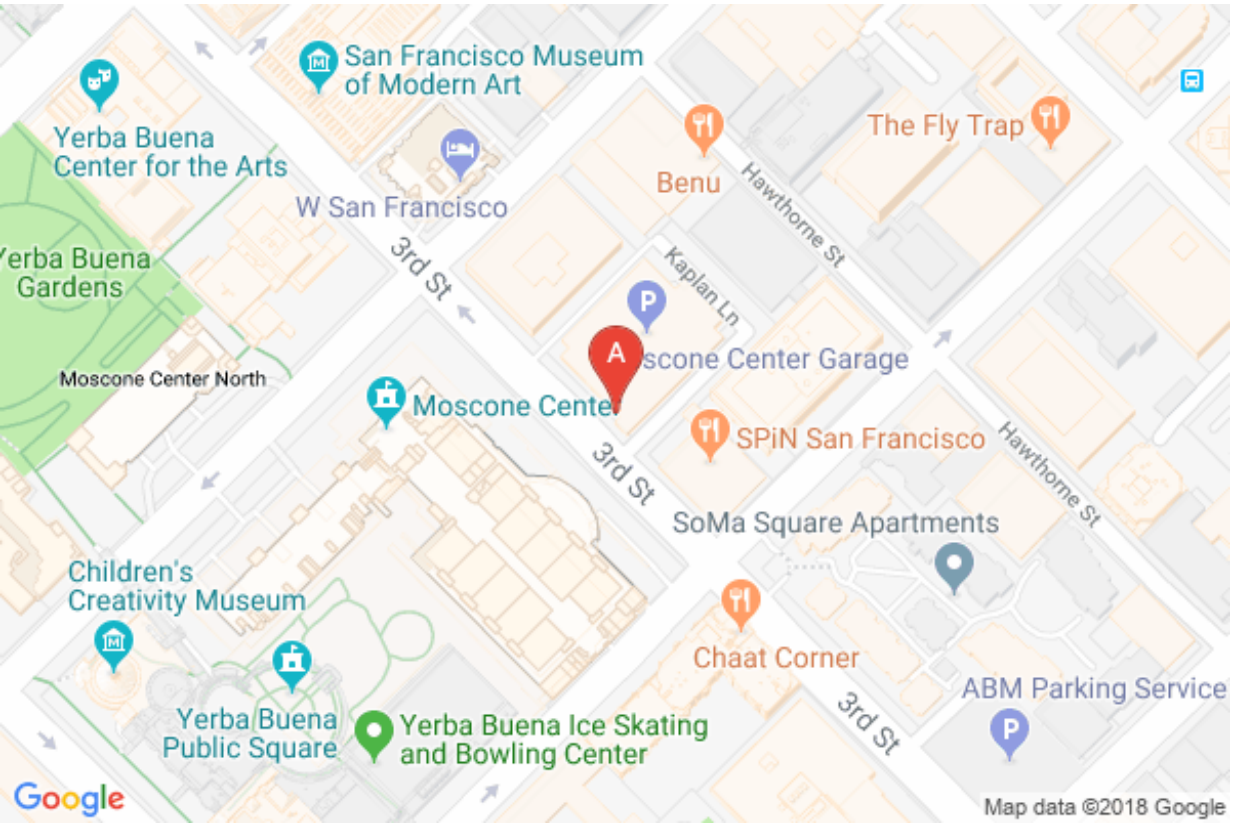 San Francisco Museum
of Modern Art
Yerba Buena
Center for the Arts
The Fly Trap
Benu
W San Francisco
Hawthorne St
3rd St
Kaplan Ln
Yerba Buena
Gardens
P
A
scone Center Garage
Moscone Center North
Moscone Center
SPiN San Francisco
3rd St
Hawthorne St
SoMa Square Apartments
Children's
Creativity Museum
M
M
Chaat Corner
ABM Parking Service
P
Yerba Buena
Public Square
Yerba Buena Ice Skating
and Bowling Center
3rd St
Google
Map data ©2018 Google